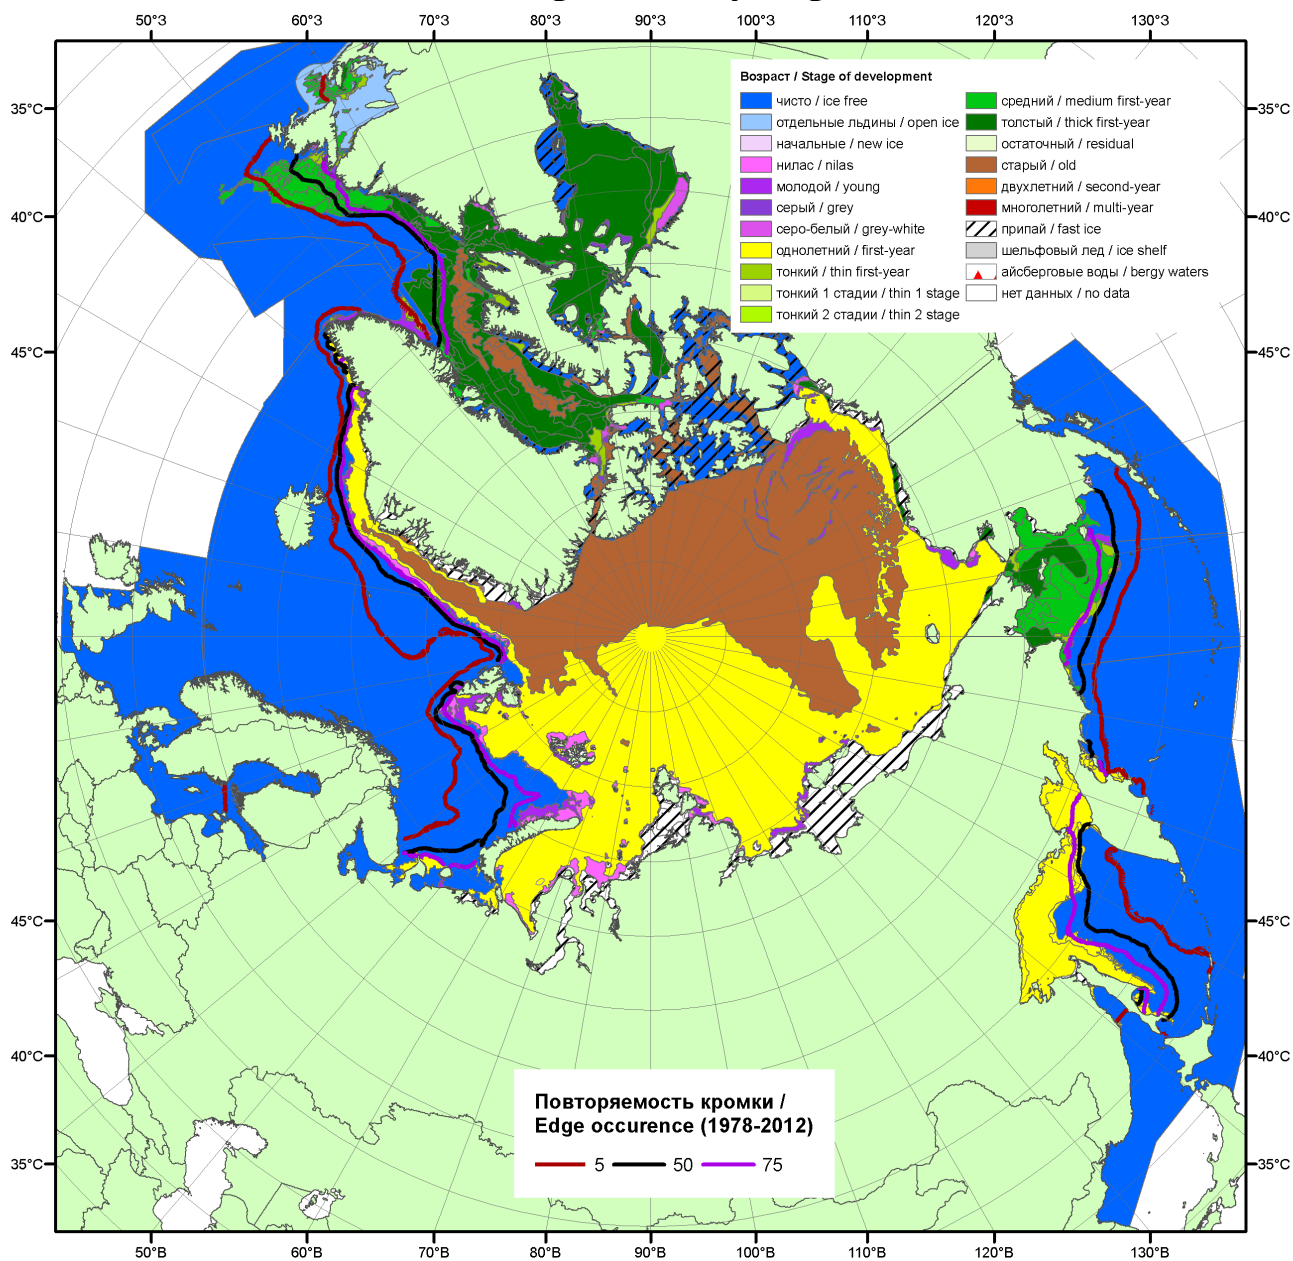 50°З 60°З 70°З 80°З 90°З 100°З 110°З 120°З 130°З
35°С 35°С
40°С 40°С
45°С 45°С
Возраст / Stage of development
чисто / ice free
отдельные льдины / open ice
начальные / new ice
нилас / nilas
молодой / young
серый / grey
серо-белый / grey-white
однолетний / first-year
тонкий / thin first-year
тонкий 1 стадии / thin 1 stage
тонкий 2 стадии / thin 2 stage
средний / medium first-year
толстый / thick first-year
остаточный / residual
старый / old
двухлетний / second-year
многолетний / multi-year
припай / fast ice
шельфовый лед / ice shelf
айсберговые воды / bergy waters
нет данных / no data
45°С 45°С
40°С 40°С
35°С 35°С
Повторяемость кромки /
Edge occurence (1978-2012)
5 50 75
50°В 60°В 70°В 80°В 90°В 100°В 110°В 120°В 130°В